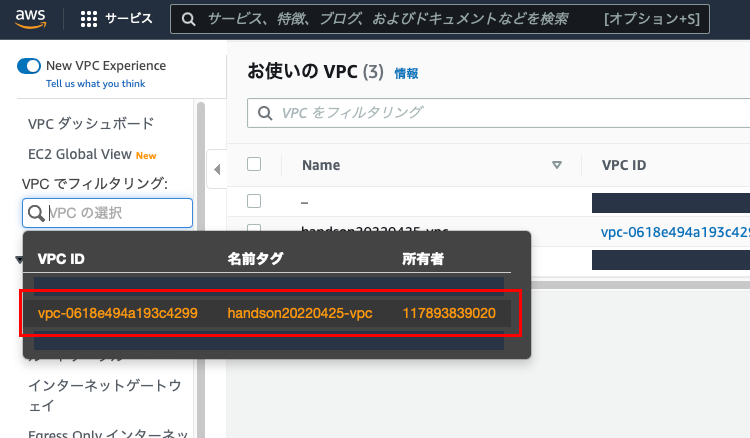 aws
サービス
サービス、特徴、ブログ、およびドキュメントなどを検索
[オプション+S]
New VPC Experience
Tell us what you think
VPC ダッシュボード
EC2 Global View New
VPC でフィルタリング:
VPC の選択
お使いの VPC (3) 情報
VPC をフィルタリング
Name
VPC ID
–
handson20220425-vpc
vpc-0618e494a193c429
VPC ID
名前タグ
所有者
vpc-0618e494a193c4299
handson20220425-vpc
117893839020
インターネットゲートウ
ェイ
Egress Only インターネッ